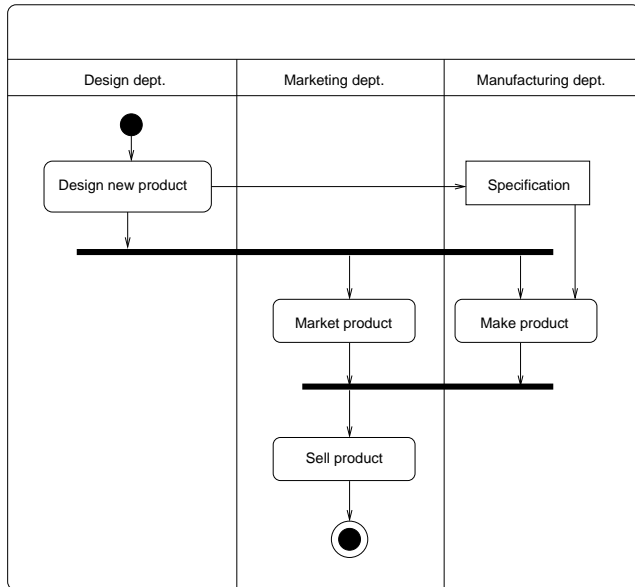 Design dept.
Marketing dept.
Manufacturing dept.
Design new product
Specification
Market product
Make product
Sell product